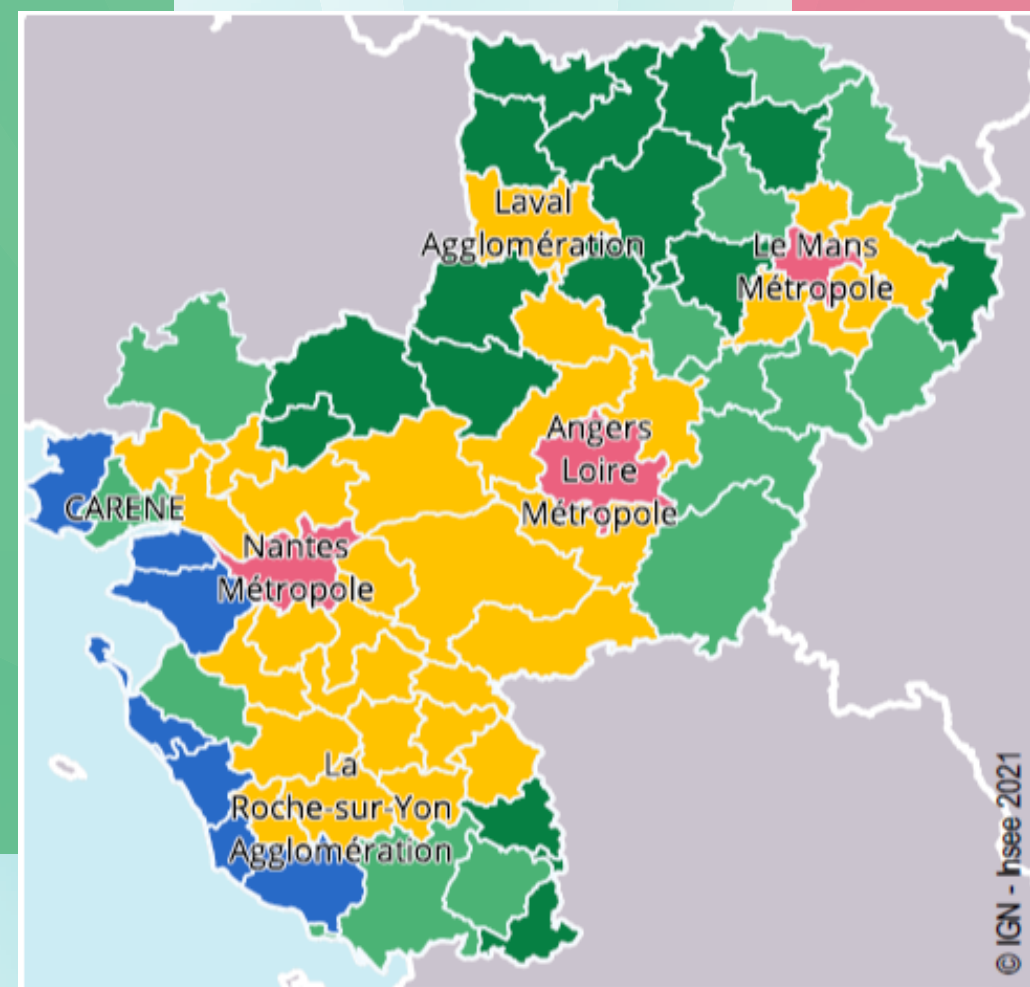 Laval
Agglomération
Le Mans
Métropole
Angers
Loire
Métropole
CARENE
Nantes
Métropole
La
Roche-sur-Yon
Agglomération
© IGN - Insee 2021